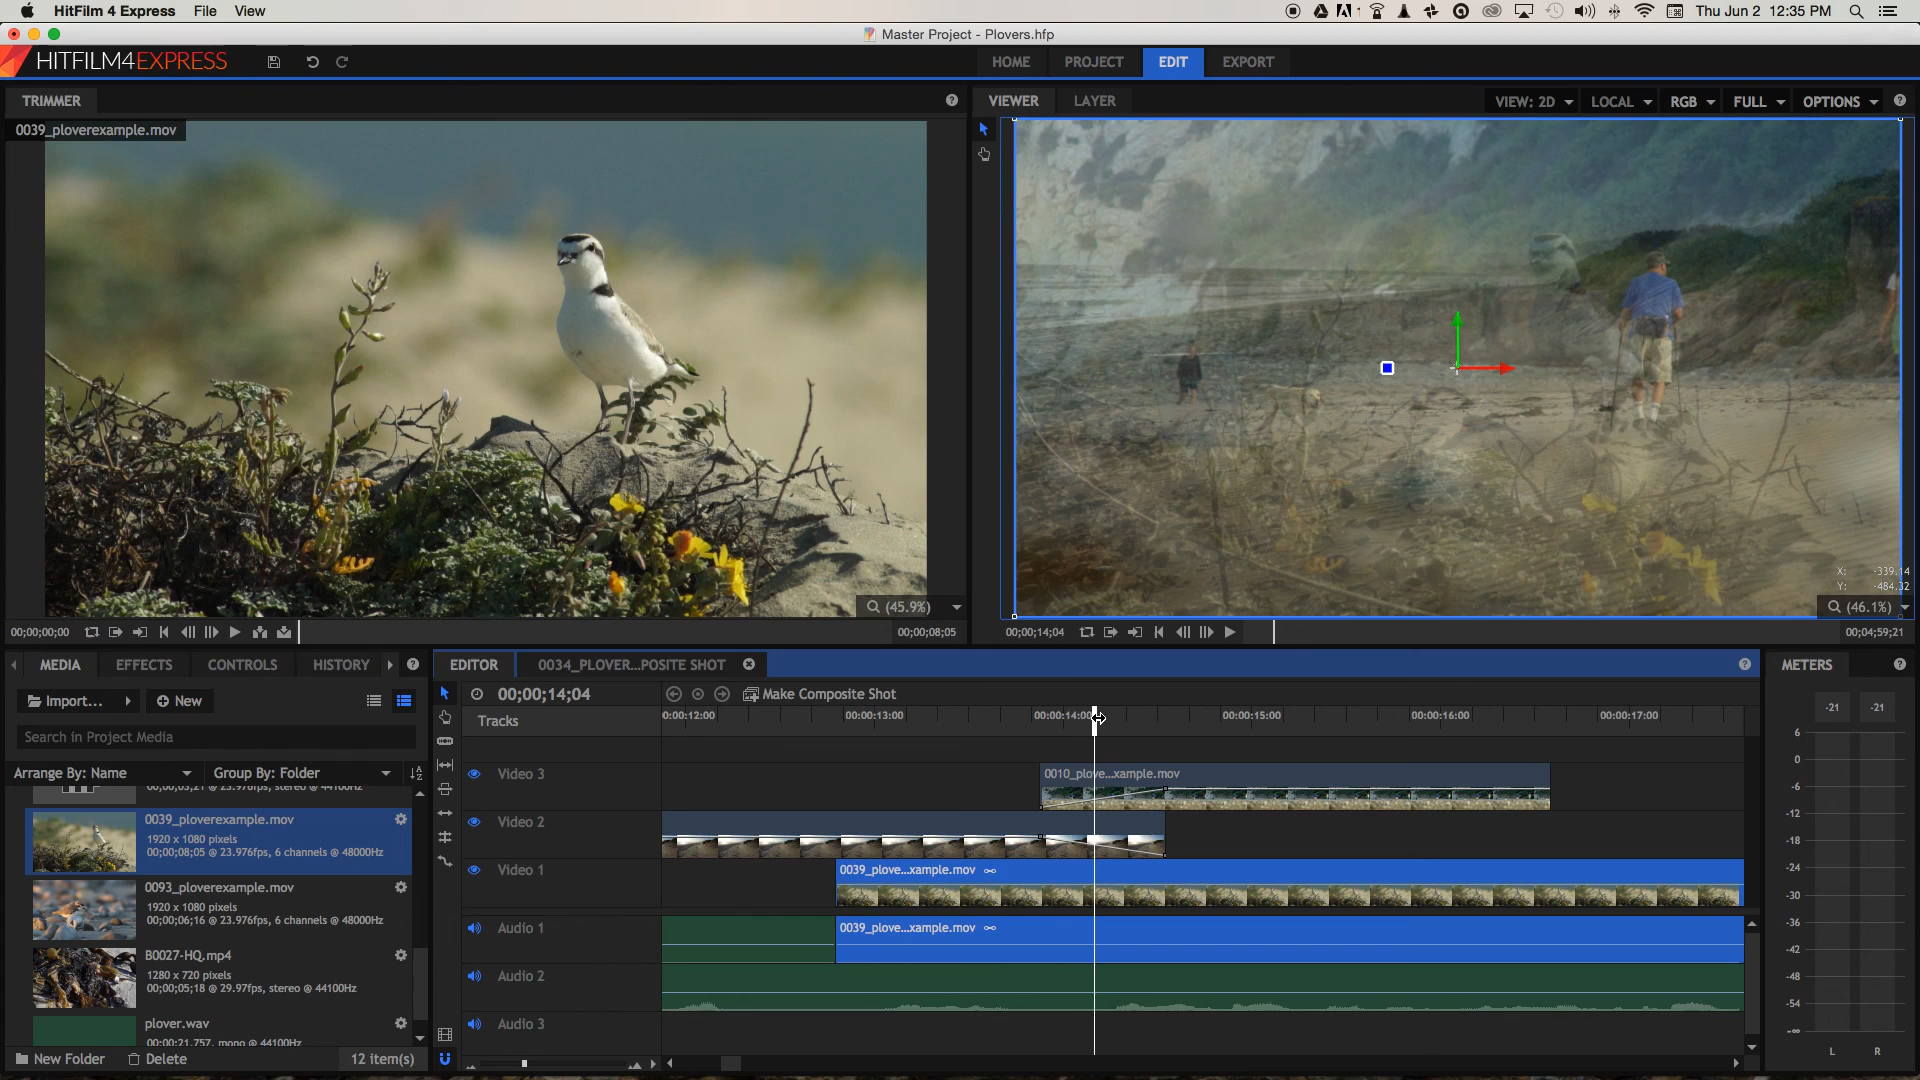 HitFilm 4 Express File View
1 Thu Jun 2 12:35 PM
Master Project - Plovers.hfp
HITFILM4EXPRESS
HOME PROJECT EDIT EXPORT
TRIMMER
VIEWER LAYER VIEW: 2D LOCAL RGB FULL OPTIONS
0039_ploverexample.mov
X: -339.14
Y: -484.32
(45.9%)
(46.1%)
00;00;00;00
00;00;08;05
00;00;14;04
00;04;59;21
MEDIA EFFECTS CONTROLS HISTORY
EDITOR 0034_PLOVER...POSITE SHOT
METERS
Import... New
00;00;14;04 Make Composite Shot
-21 -21
Tracks
0:00:12:00 00:00:13:00 00:00:14:00 00:00:15:00 00:00:16:00 00:00:17:00
Search in Project Media
Arrange By: Name Group By: Folder
0039_ploverexample.mov
1920 x 1080 pixels
00;00;08;05 @ 23.976fps, 6 channels @ 48000Hz
0093_ploverexample.mov
1920 x 1080 pixels
00;00;06;16 @ 23.976fps, 6 channels @ 48000Hz
B0027-HQ.mp4
1280 x 720 pixels
00;00;05;18 @ 29.97fps, stereo @ 44100Hz
plover.wav
00:00:21.757, mono @ 44100Hz
New Folder Delete 12 item(s)
Video 3
0010_plove...xample.mov
Video 2
Video 1
0039_plove...xample.mov
Audio 1
0039_plove...xample.mov
Audio 2
Audio 3
6
0
-6
-12
-18
-24
-30
-36
-42
-48
-54
-∞
L R